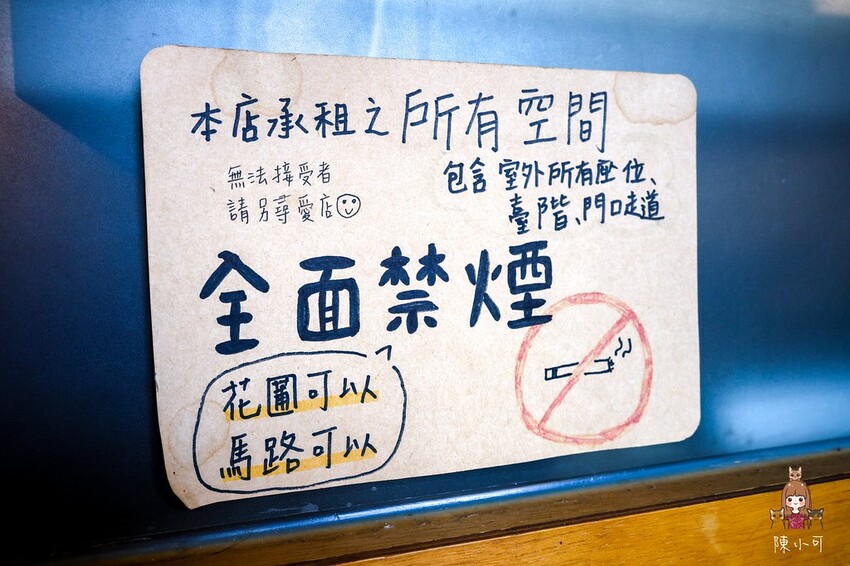 本店承租之所有空間
包含室外所有座位、
臺階、門口走道
無法接受者
請另尋愛店
全面禁煙
花圃可以
馬路可以
陳小可